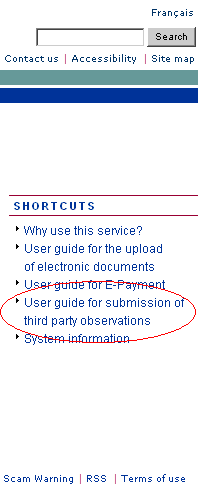 Français
Search
Contact us | Accessibility | Site map
SHORTCUTS
Why use this service?
User guide for the upload
of electronic documents
User guide for E-Payment
User guide for submission of
third party observations
System information
Scam Warning | RSS | Terms of use